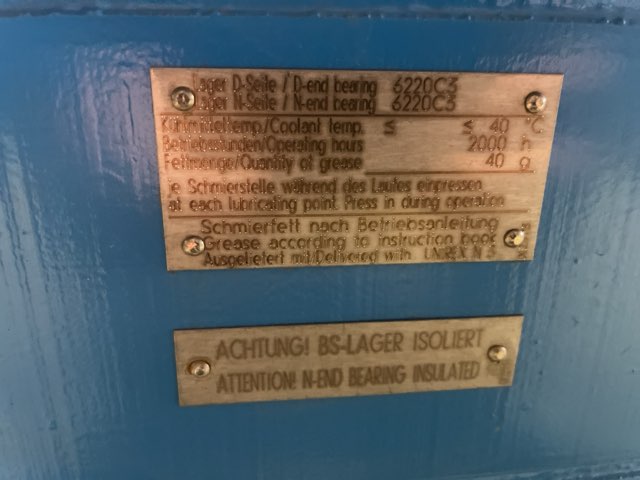 Lager D-Seite / D-end bearing 6220C3
Lager N-Seite / N-end bearing 6220C3
Kühlmitteltemp/Coolant temp. ≤ ≤ 40 °C
Betriebsstunden/Operating hours 2000 h
Fettmenge/Quantity of grease 40 g
je Schmierstelle während des Laufes einpressen
at each lubricating point. Press in during operation
Schmierfett nach Betriebsanleitung
Grease according to instruction book
Ausgeliefert mit/Delivered with UNIREX N 3
ACHTUNG! BS-LAGER ISOLIERT
ATTENTION! N-END BEARING INSULATED